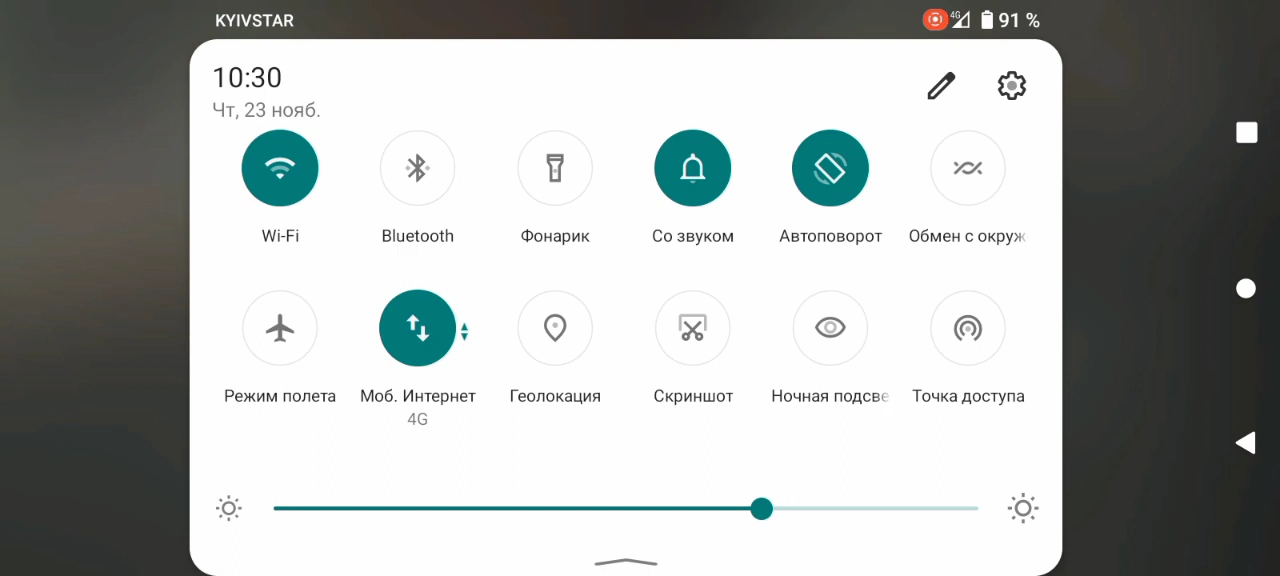 KYIVSTAR
4G 91 %
10:30
Чт, 23 нояб.
Wi-Fi Bluetooth Фонарик Со звуком Автоповорот Обмен с окруж
Режим полета Моб. Интернет Геолокация Скриншот Ночная подсве Точка доступа
4G